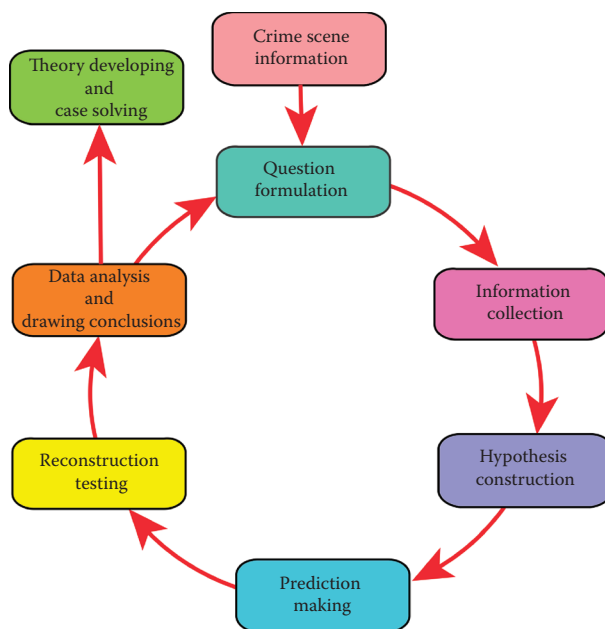 Crime scene
information
Theory developing
and
case solving
Question
formulation
Information
collection
Data analysis
and
drawing conclusions
Hypothesis
construction
Reconstruction
testing
Prediction
making